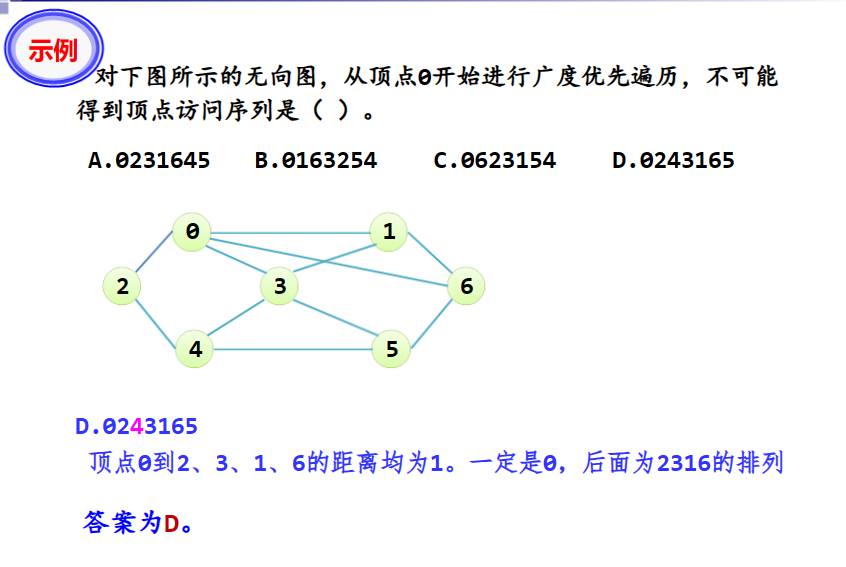 示例
对下图所示的无向图，从顶点0开始进行广度优先遍历，不可能
得到顶点访问序列是（ ）。
A.0231645 B.0163254 C.0623154 D.0243165
0 1
2 3 6
4 5
D.0243165
顶点0到2、3、1、6的距离均为1。一定是0，后面为2316的排列
答案为D。